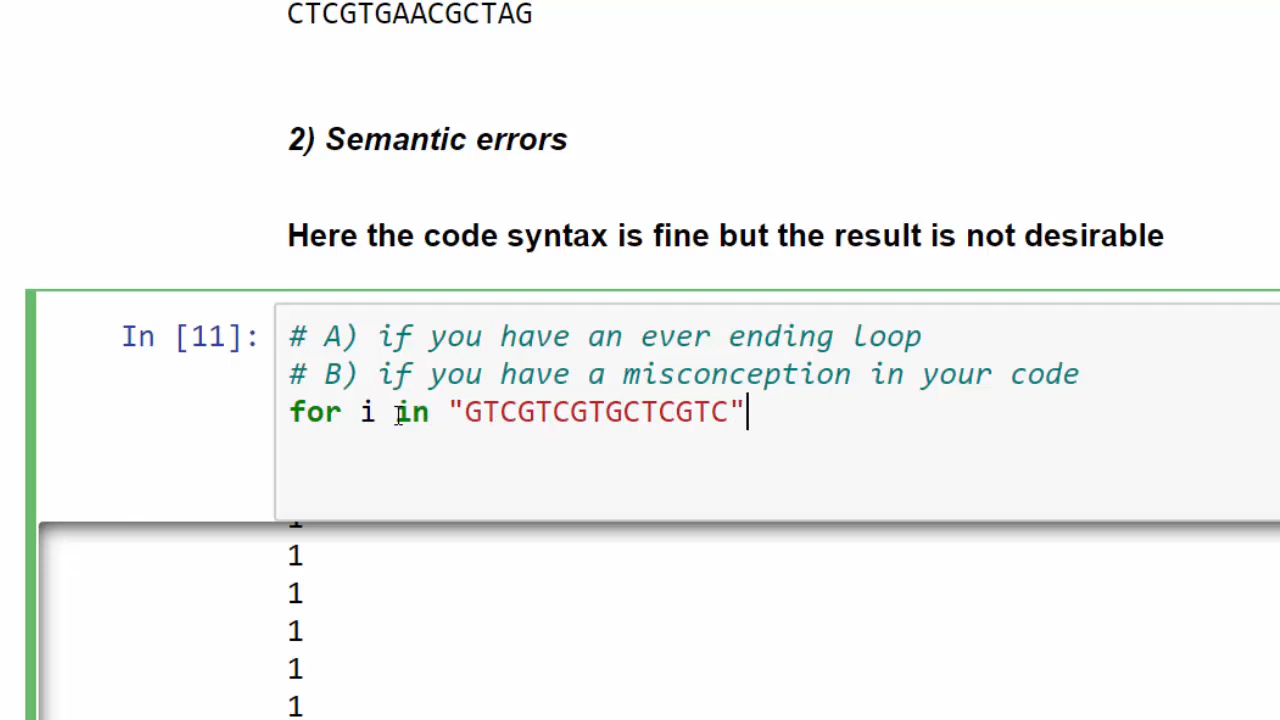 CTCGTGAACGCTAG
2) Semantic errors
Here the code syntax is fine but the result is not desirable
In [11]: # A) if you have an ever ending loop
# B) if you have a misconception in your code
for i in "GTCGTCGTGCTCGTC"
1
1
1
1
1
1